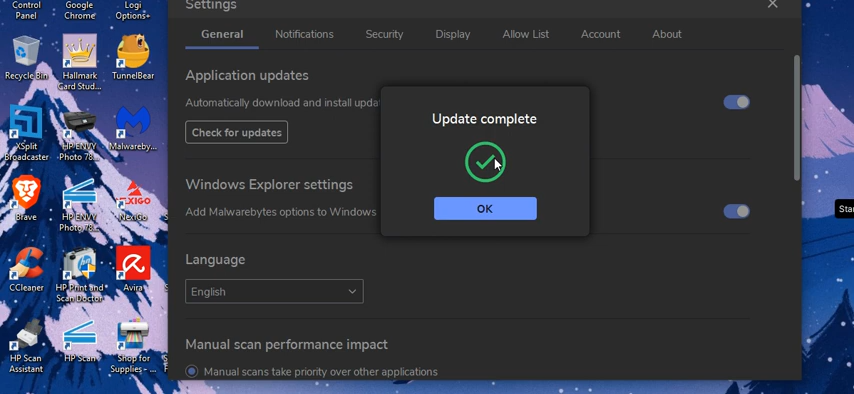 Control
Panel
Google
Chrome
Logi
Options+
Recycle Bin
Hallmark
Card Stud...
TunnelBear
XSplit
Broadcaster
HP ENVY
Photo 78...
Malwareby...
Brave
HP ENVY
Photo 78...
NEXIGO
NexiGo
CCleaner
HP Print and
Scan Doctor
Avira
HP Scan
Assistant
HP Scan
Shop for
Supplies - ...
Settings
General Notifications Security Display Allow List Account About
Application updates
Automatically download and install updat
Check for updates
Windows Explorer settings
Add Malwarebytes options to Windows
Language
English
Manual scan performance impact
Manual scans take priority over other applications
Update complete
OK
Star